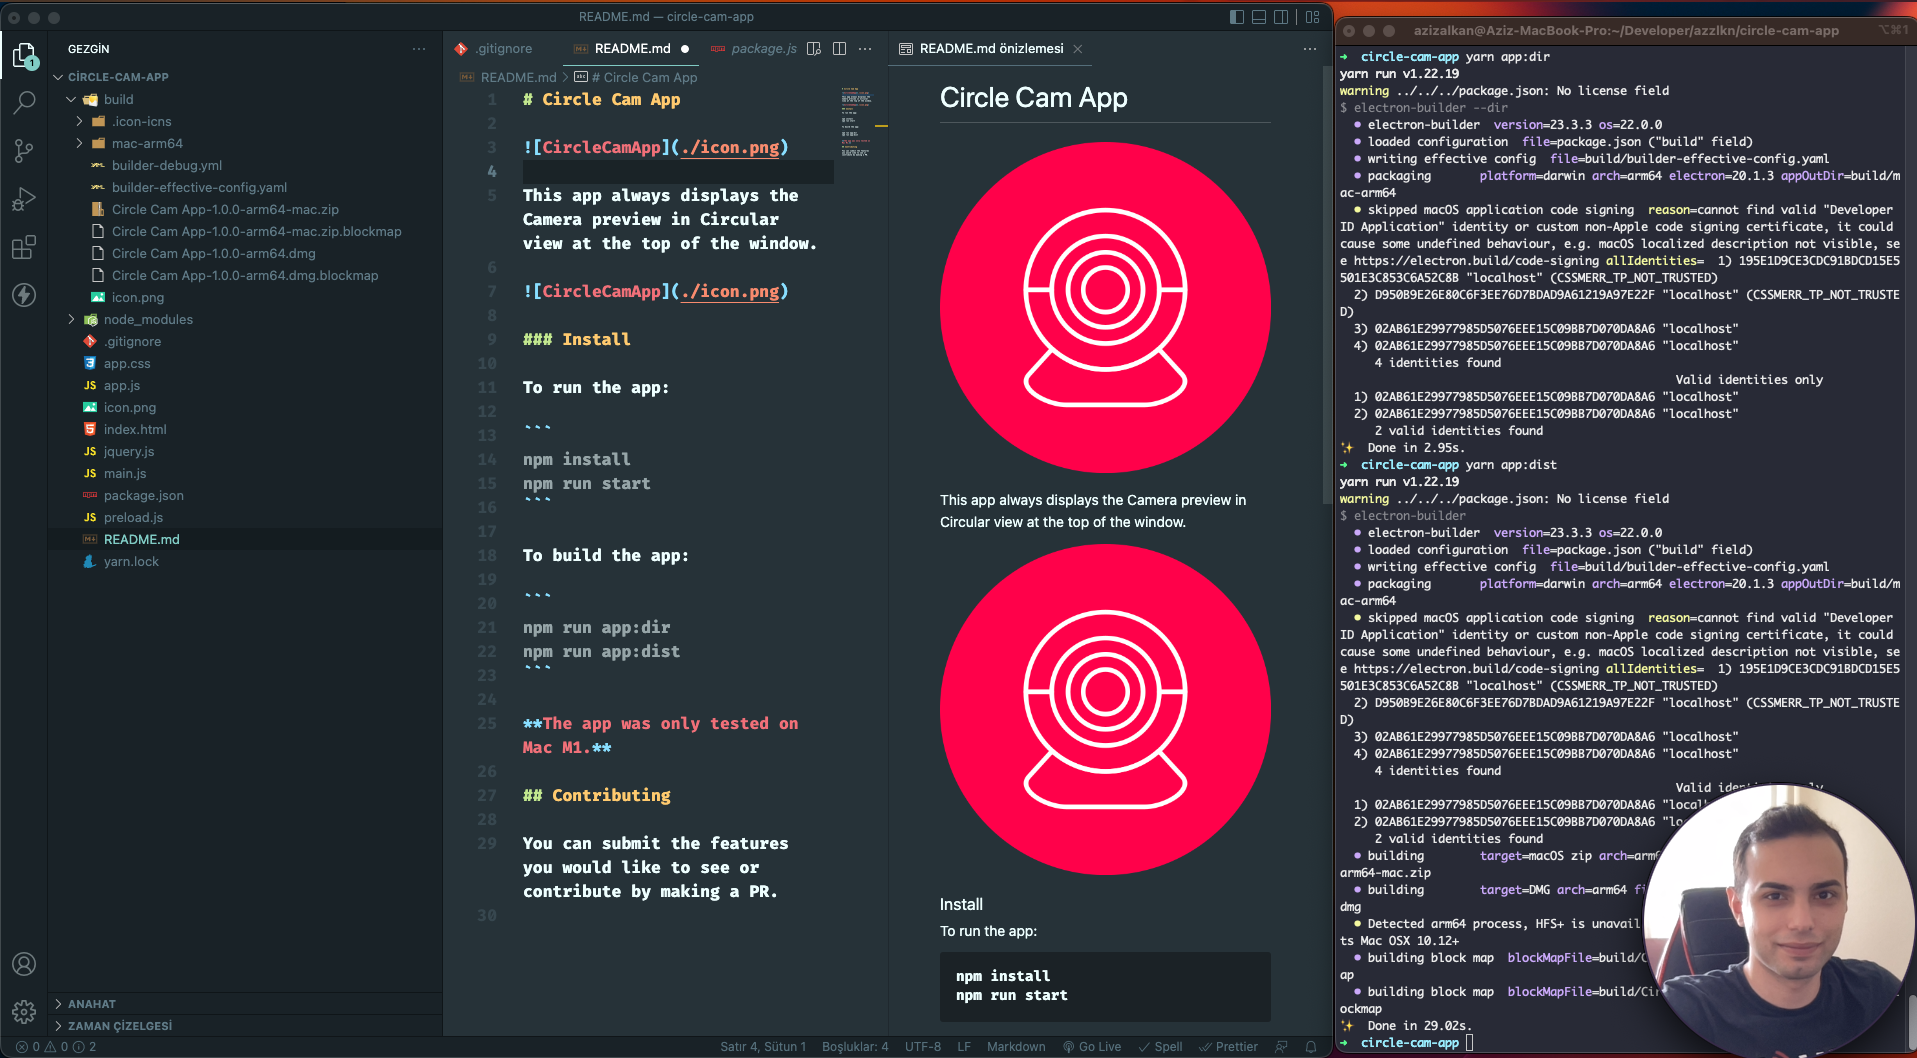 README.md — circle-cam-app
GEZGİN
CİRCLE-CAM-APP
build
.icon-icns
mac-arm64
builder-debug.yml
builder-effective-config.yaml
Circle Cam App-1.0.0-arm64-mac.zip
Circle Cam App-1.0.0-arm64-mac.zip.blockmap
Circle Cam App-1.0.0-arm64.dmg
Circle Cam App-1.0.0-arm64.dmg.blockmap
icon.png
node_modules
.gitignore
app.css
JS app.js
icon.png
index.html
JS jquery.js
JS main.js
package.json
JS preload.js
README.md
yarn.lock
ANAHAT
ZAMAN ÇİZELGESİ
1
.gitignore README.md package.js
README.md > # Circle Cam App
1 # Circle Cam App
2
3 ![CircleCamApp](./icon.png)
4
5 This app always displays the
Camera preview in Circular
view at the top of the window.
6
7 ![CircleCamApp](./icon.png)
8
9 ### Install
10
11 To run the app:
12
13 ```
14 npm install
15 npm run start
16 ```
17
18 To build the app:
19
20 ```
21 npm run app:dir
22 npm run app:dist
23 ```
24
25 **The app was only tested on
Mac M1.**
26
27 ## Contributing
28
29 You can submit the features
you would like to see or
contribute by making a PR.
30
README.md önizlemesi
Circle Cam App
This app always displays the Camera preview in
Circular view at the top of the window.
Install
To run the app:
npm install
npm run start
0 0 2
Satır 4, Sütun 1 Boşluklar: 4 UTF-8 LF Markdown Go Live Spell Prettier
azizalkan@Aziz-MacBook-Pro:~/Developer/azzlkn/circle-cam-app ⌥⌘1
➜ circle-cam-app yarn app:dir
yarn run v1.22.19
warning ../../../package.json: No license field
$ electron-builder --dir
• electron-builder version=23.3.3 os=22.0.0
• loaded configuration file=package.json ("build" field)
• writing effective config file=build/builder-effective-config.yaml
• packaging platform=darwin arch=arm64 electron=20.1.3 appOutDir=build/m
ac-arm64
• skipped macOS application code signing reason=cannot find valid "Developer
ID Application" identity or custom non-Apple code signing certificate, it could
cause some undefined behaviour, e.g. macOS localized description not visible, se
e https://electron.build/code-signing allIdentities= 1) 195E1D9CE3CDC91BDCD15E5
501E3C853C6A52C8B "localhost" (CSSMERR_TP_NOT_TRUSTED)
2) D950B9E26E80C6F3EE76D7BDAD9A61219A97E22F "localhost" (CSSMERR_TP_NOT_TRUSTE
D)
3) 02AB61E29977985D5076EEE15C09BB7D070DA8A6 "localhost"
4) 02AB61E29977985D5076EEE15C09BB7D070DA8A6 "localhost"
4 identities found
Valid identities only
1) 02AB61E29977985D5076EEE15C09BB7D070DA8A6 "localhost"
2) 02AB61E29977985D5076EEE15C09BB7D070DA8A6 "localhost"
2 valid identities found
✨ Done in 2.95s.
➜ circle-cam-app yarn app:dist
yarn run v1.22.19
warning ../../../package.json: No license field
$ electron-builder
• electron-builder version=23.3.3 os=22.0.0
• loaded configuration file=package.json ("build" field)
• writing effective config file=build/builder-effective-config.yaml
• packaging platform=darwin arch=arm64 electron=20.1.3 appOutDir=build/m
ac-arm64
• skipped macOS application code signing reason=cannot find valid "Developer
ID Application" identity or custom non-Apple code signing certificate, it could
cause some undefined behaviour, e.g. macOS localized description not visible, se
e https://electron.build/code-signing allIdentities= 1) 195E1D9CE3CDC91BDCD15E5
501E3C853C6A52C8B "localhost" (CSSMERR_TP_NOT_TRUSTED)
2) D950B9E26E80C6F3EE76D7BDAD9A61219A97E22F "localhost" (CSSMERR_TP_NOT_TRUSTE
D)
3) 02AB61E29977985D5076EEE15C09BB7D070DA8A6 "localhost"
4) 02AB61E29977985D5076EEE15C09BB7D070DA8A6 "localhost"
4 identities found
Valid
1) 02AB61E29977985D5076EEE15C09BB7D070DA8A6
2) 02AB61E29977985D5076EEE15C09BB7D070DA8A6
2 valid identities found
• building target=macOS zip
arm64-mac.zip
• building target=DMG arch=arm64
dmg
• Detected arm64 process, HFS+ is
ts Mac OSX 10.12+
• building block map
ap
• building block map
ockmap
✨ Done in 29.02s.
➜ circle-cam-app